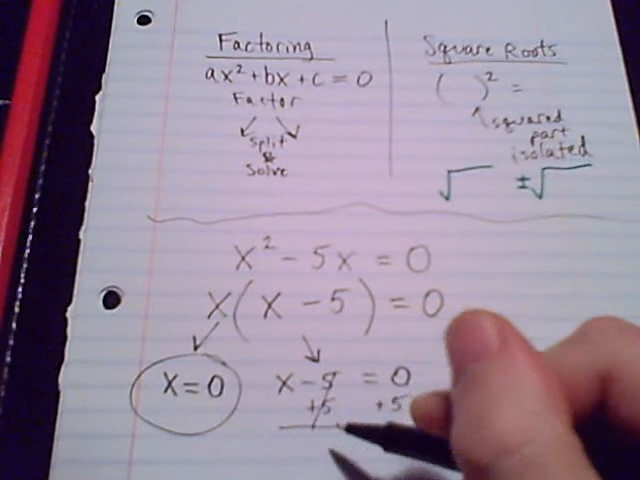 Factoring
ax² + bx + c = 0
Factor
Split
&
Solve
Square Roots
( )² =
squared
part
isolated
√ ±√
x² - 5x = 0
x(x - 5) = 0
x = 0
x - 5 = 0
+5 +5